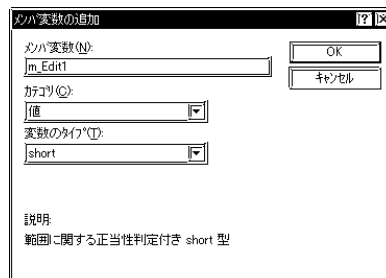 メンバ変数の追加
メンバ変数(N):
m_Edit1
OK
キャンセル
カテゴリ(C):
値
変数のタイプ(T):
short
説明:
範囲に関する正当性判定付き short 型